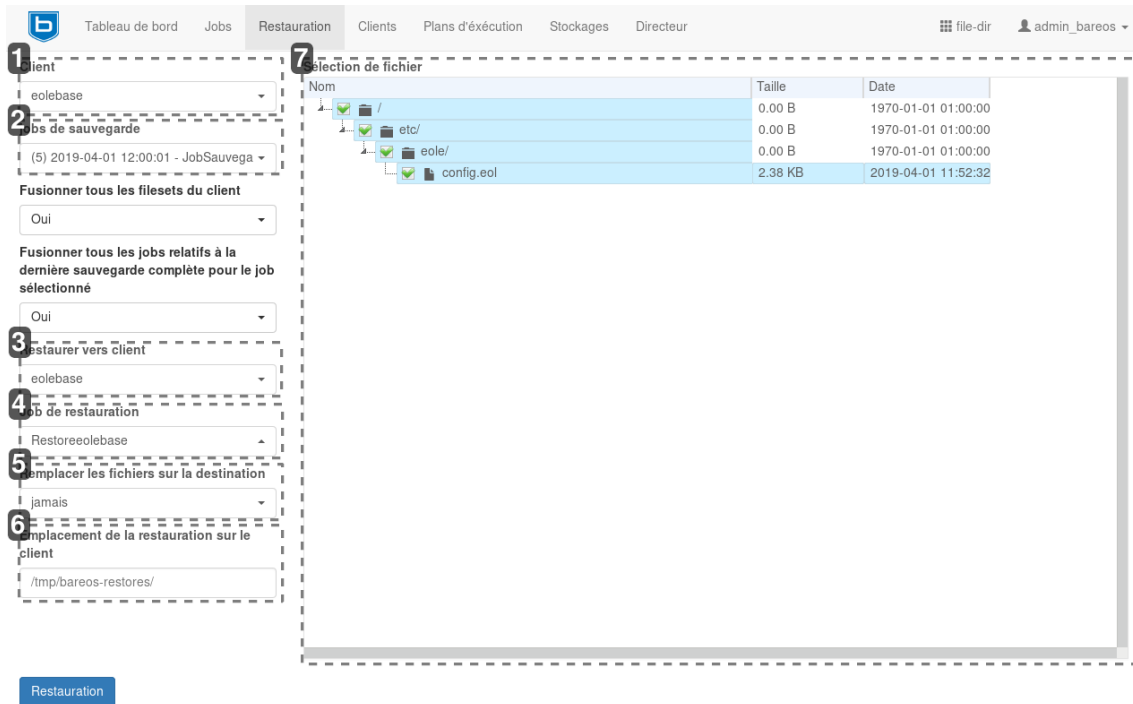 Tableau de bord Jobs Restauration Clients Plans d'éxécution Stockages Directeur file-dir admin_bareos
1
Client
eolebase
2
Jobs de sauvegarde
(5) 2019-04-01 12:00:01 - JobSauvega
Fusionner tous les filesets du client
Oui
Fusionner tous les jobs relatifs à la
dernière sauvegarde complète pour le job
sélectionné
Oui
3
Restaurer vers client
eolebase
4
Job de restauration
Restoreeolebase
5
Remplacer les fichiers sur la destination
jamais
6
Emplacement de la restauration sur le
client
/tmp/bareos-restores/
7
Sélection de fichier
Nom Taille Date
/ 0.00 B 1970-01-01 01:00:00
etc/ 0.00 B 1970-01-01 01:00:00
eole/ 0.00 B 1970-01-01 01:00:00
config.eol 2.38 KB 2019-04-01 11:52:32
Restauration